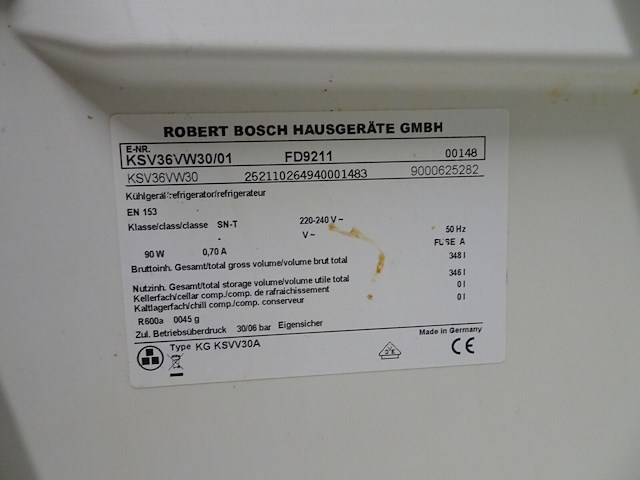 ROBERT BOSCH HAUSGERÄTE GMBH
E-NR.
KSV36VW30/01 FD9211 00148
KSV36VW30 252110264940001483 9000625282
Kühlgerät/refrigerator/refrigerateur
EN 153
Klasse/class/classe SN-T 220-240 V ~ 50 Hz
- V ~ FUSE A
90 W 0,70 A
Bruttoinh. Gesamt/total gross volume/volume brut total 348 l
Nutzinh. Gesamt/total storage volume/volume utile total 346 l
Kellerfach/cellar comp./comp. de rafraichissement 0 l
Kaltlagerfach/chill comp./comp. conserveur 0 l
R600a 0045 g
Zul. Betriebsüberdruck 30/06 bar Eigensicher
Type KG KSVV30A
Made in Germany
CE